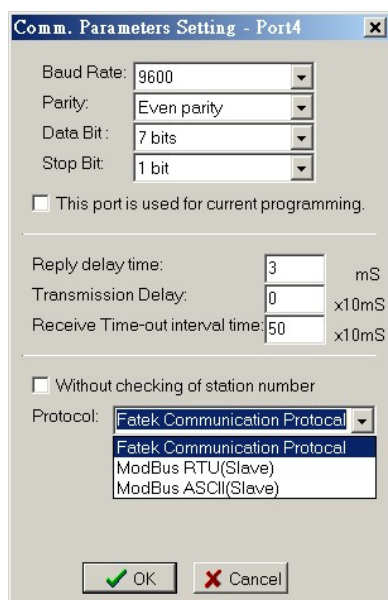 Comm. Parameters Setting - Port4
Baud Rate: 9600
Parity: Even parity
Data Bit : 7 bits
Stop Bit: 1 bit
This port is used for current programming.
Reply delay time: 3 mS
Transmission Delay: 0 x10mS
Receive Time-out interval time: 50 x10mS
Without checking of station number
Protocol: Fatek Communication Protocal
Fatek Communication Protocal
ModBus RTU(Slave)
ModBus ASCII(Slave)
OK Cancel